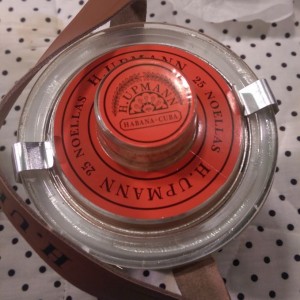 H. UPMANN
HABANA-CUBA
H. UPMANN
25 NOELLAS
H. UPMANN
25 NOELLAS
H. U